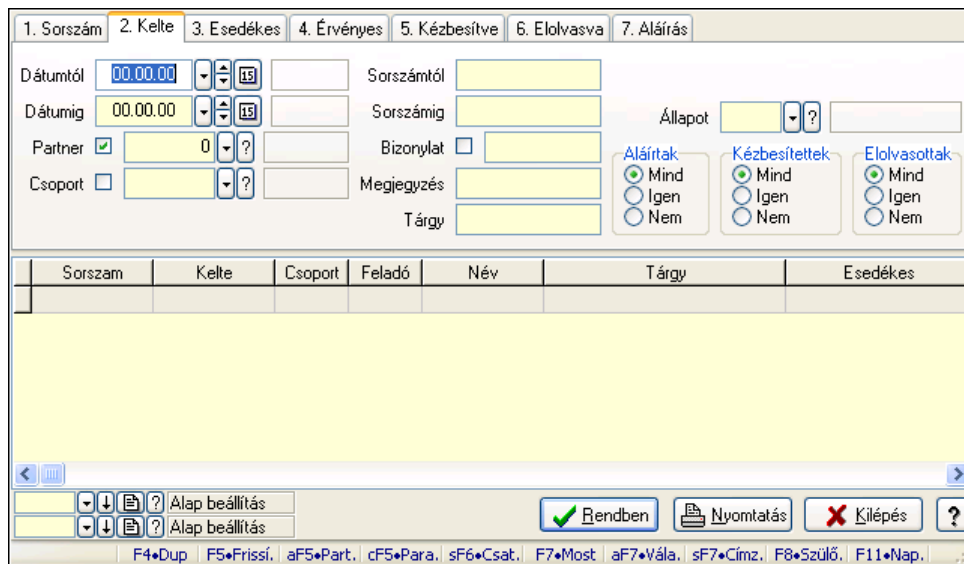 1. Sorszám 2. Kelte 3. Esedékes 4. Érvényes 5. Kézbesítve 6. Elolvasva 7. Aláírás
Dátumtól 00.00.00 15 Sorszámtól
Dátumig 00.00.00 15 Sorszámig Állapot ?
Partner 0 ? Bizonylat Aláírtak Kézbesítettek Elolvasottak
Mind Mind Mind
Csoport ? Megjegyzés Igen Igen Igen
Tárgy Nem Nem Nem
Sorszam Kelte Csoport Feladó Név Tárgy Esedékes
? Alap beállítás
? Alap beállítás
Rendben Nyomtatás Kilépés ?
F4•Dup F5•Frissí. aF5•Part. cF5•Para. sF6•Csat. F7•Most aF7•Vála. sF7•Címz. F8•Szülő. F11•Nap.